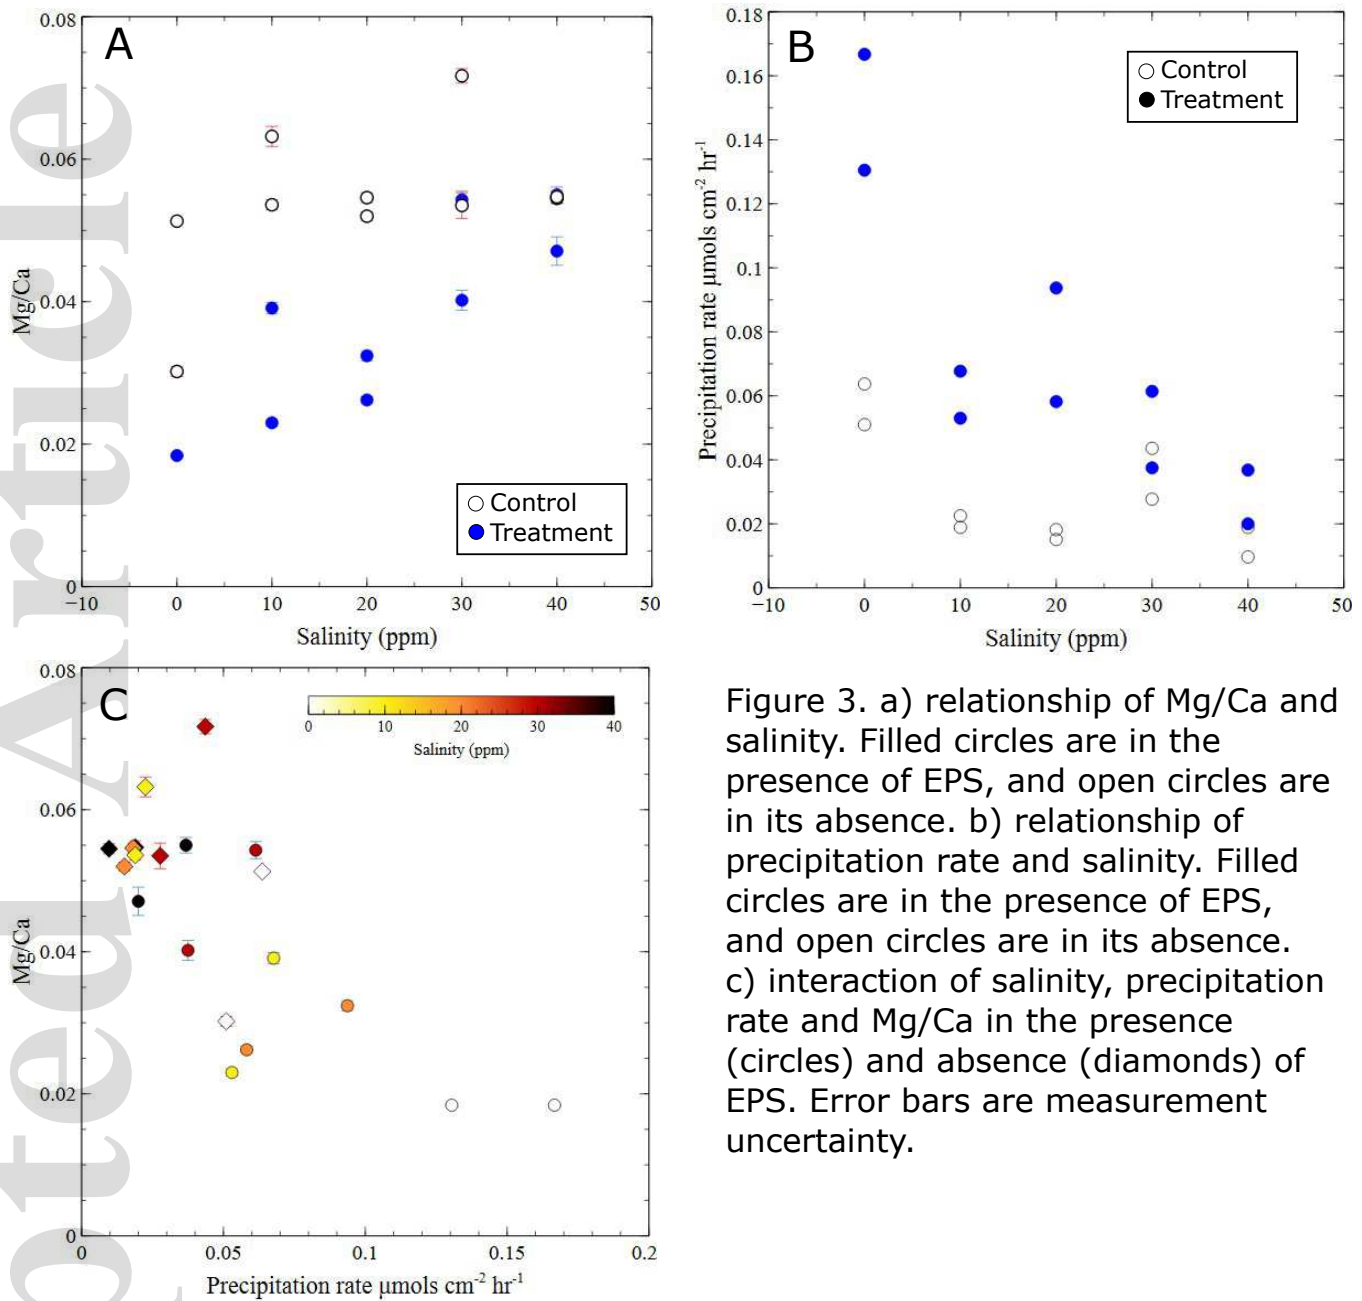 A
0.08
0.06
0.04
0.02
0
Mg/Ca
−10
0
10
20
30
40
50
Salinity (ppm)
Control
Treatment
B
0.18
0.16
0.14
0.12
0.1
0.08
0.06
0.04
0.02
0
Precipitation rate µmols cm-2 hr-1
−10
0
10
20
30
40
50
Salinity (ppm)
Control
Treatment
C
0.08
0.06
0.04
0.02
0
Mg/Ca
0
10
20
30
40
Salinity (ppm)
0
0.05
0.1
0.15
0.2
Precipitation rate µmols cm-2 hr-1
Figure 3. a) relationship of Mg/Ca and
salinity. Filled circles are in the
presence of EPS, and open circles are
in its absence. b) relationship of
precipitation rate and salinity. Filled
circles are in the presence of EPS,
and open circles are in its absence.
c) interaction of salinity, precipitation
rate and Mg/Ca in the presence
(circles) and absence (diamonds) of
EPS. Error bars are measurement
uncertainty.
oted Article